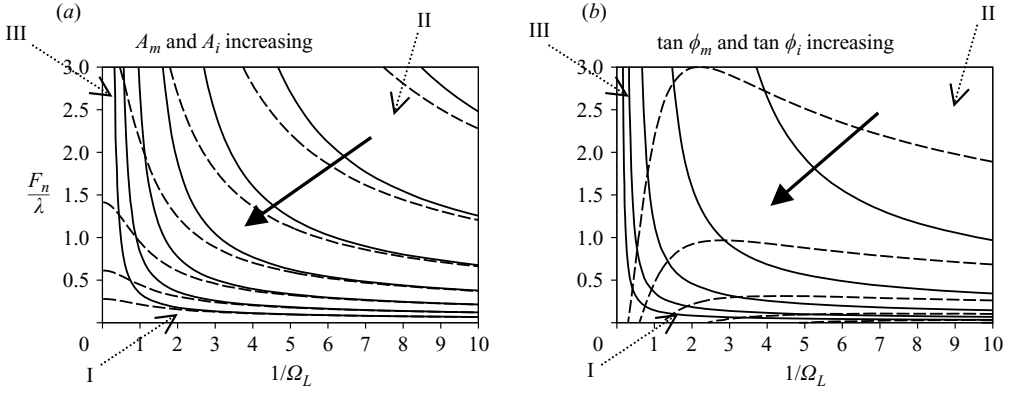 (a)
A_m and A_i increasing
II
III
3.0
2.5
2.0
1.5
1.0
0.5
F_n/λ
0 1 2 3 4 5 6 7 8 9 10
1/Ω_L
I
(b)
tan ϕ_m and tan ϕ_i increasing
II
III
3.0
2.5
2.0
1.5
1.0
0.5
0 1 2 3 4 5 6 7 8 9 10
1/Ω_L
I